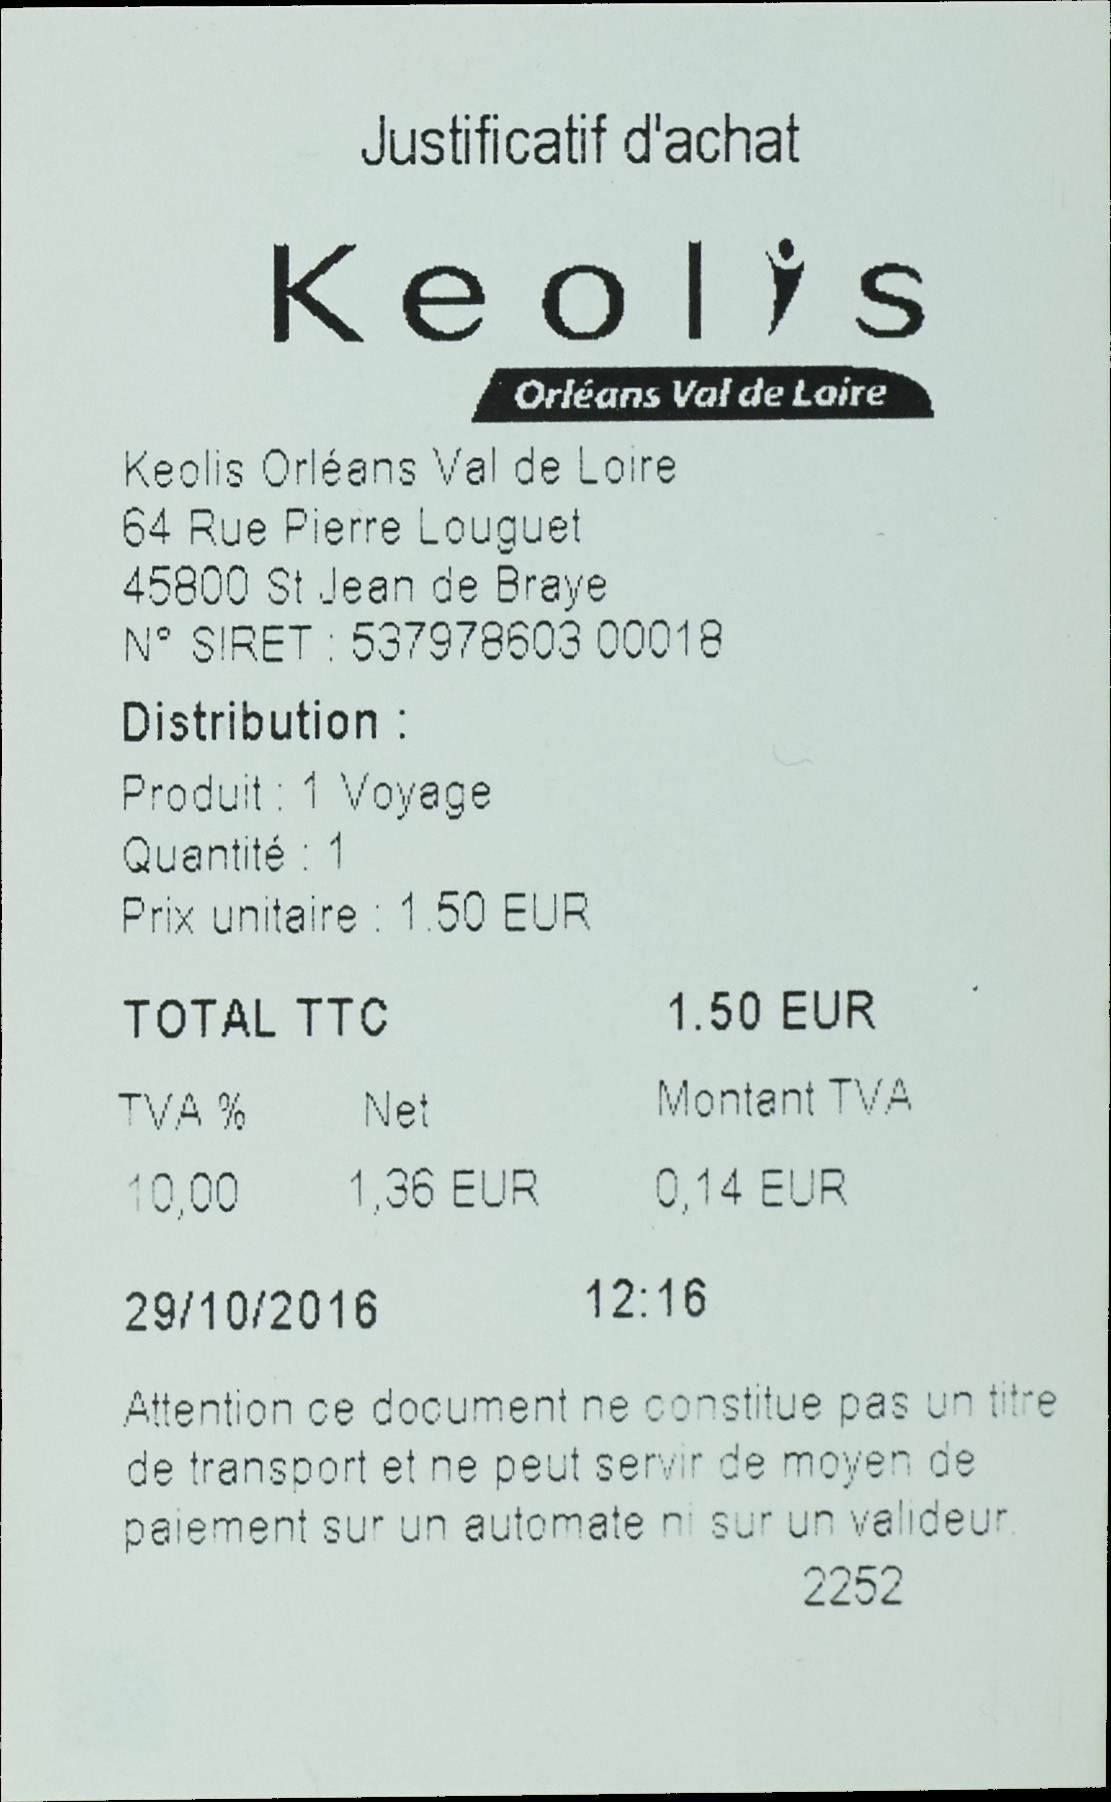 Justificatif d'achat
Keolis
Orléans Val de Loire
Keolis Orléans Val de Loire
64 Rue Pierre Louguet
45800 St Jean de Braye
N° SIRET : 537978603 00018
Distribution :
Produit : 1 Voyage
Quantité : 1
Prix unitaire : 1.50 EUR
TOTAL TTC 1.50 EUR
TVA % Net Montant TVA
10,00 1,36 EUR 0,14 EUR
29/10/2016 12:16
Attention ce document ne constitue pas un titre
de transport et ne peut servir de moyen de
paiement sur un automate ni sur un valideur.
2252